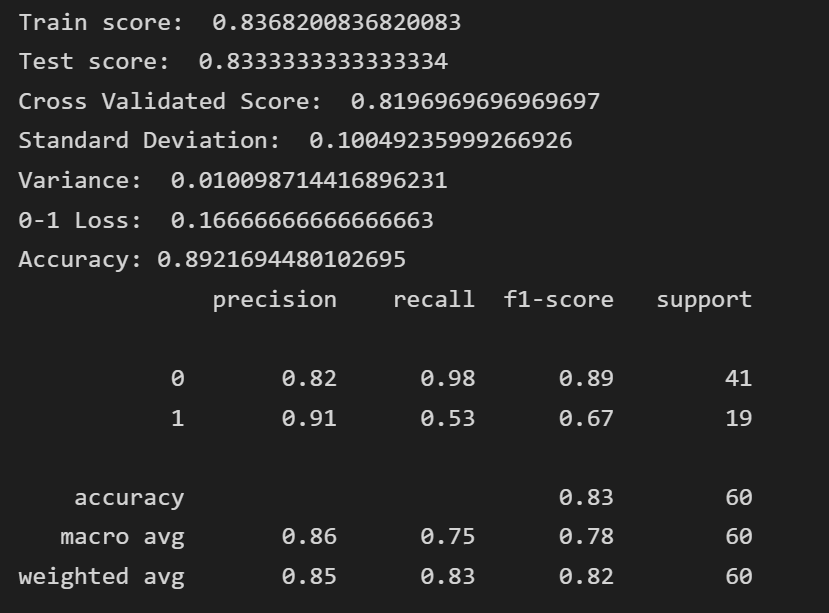 Train score:  0.8368200836820083
Test score:  0.8333333333333334
Cross Validated Score:  0.8196969696969697
Standard Deviation:  0.10049235999266926
Variance:  0.010098714416896231
0-1 Loss:  0.16666666666666663
Accuracy: 0.8921694480102695
              precision    recall  f1-score   support
           0       0.82      0.98      0.89        41
           1       0.91      0.53      0.67        19
    accuracy                           0.83        60
   macro avg       0.86      0.75      0.78        60
weighted avg       0.85      0.83      0.82        60